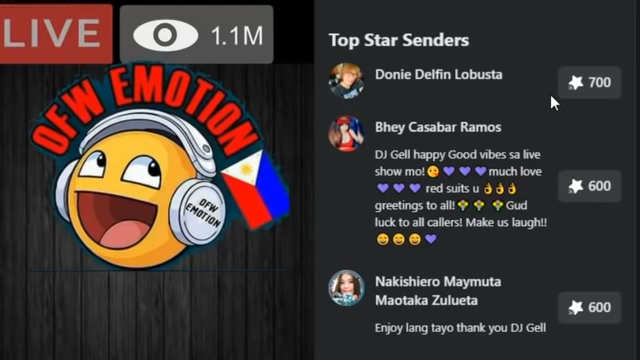 LIVE
1.1M
OFW EMOTION
OFW
EMOTION
Top Star Senders
Donie Delfin Lobusta
700
Bhey Casabar Ramos
DJ Gell happy Good vibes sa live
show mo!😘💜💜💜much love
💜💜💜 red suits u👌👌👌
greetings to all!🌻🌻🌻Gud
luck to all callers! Make us laugh!!
😄😄😄💜
600
Nakishiero Maymuta
Maotaka Zulueta
Enjoy lang tayo thank you DJ Gell
600